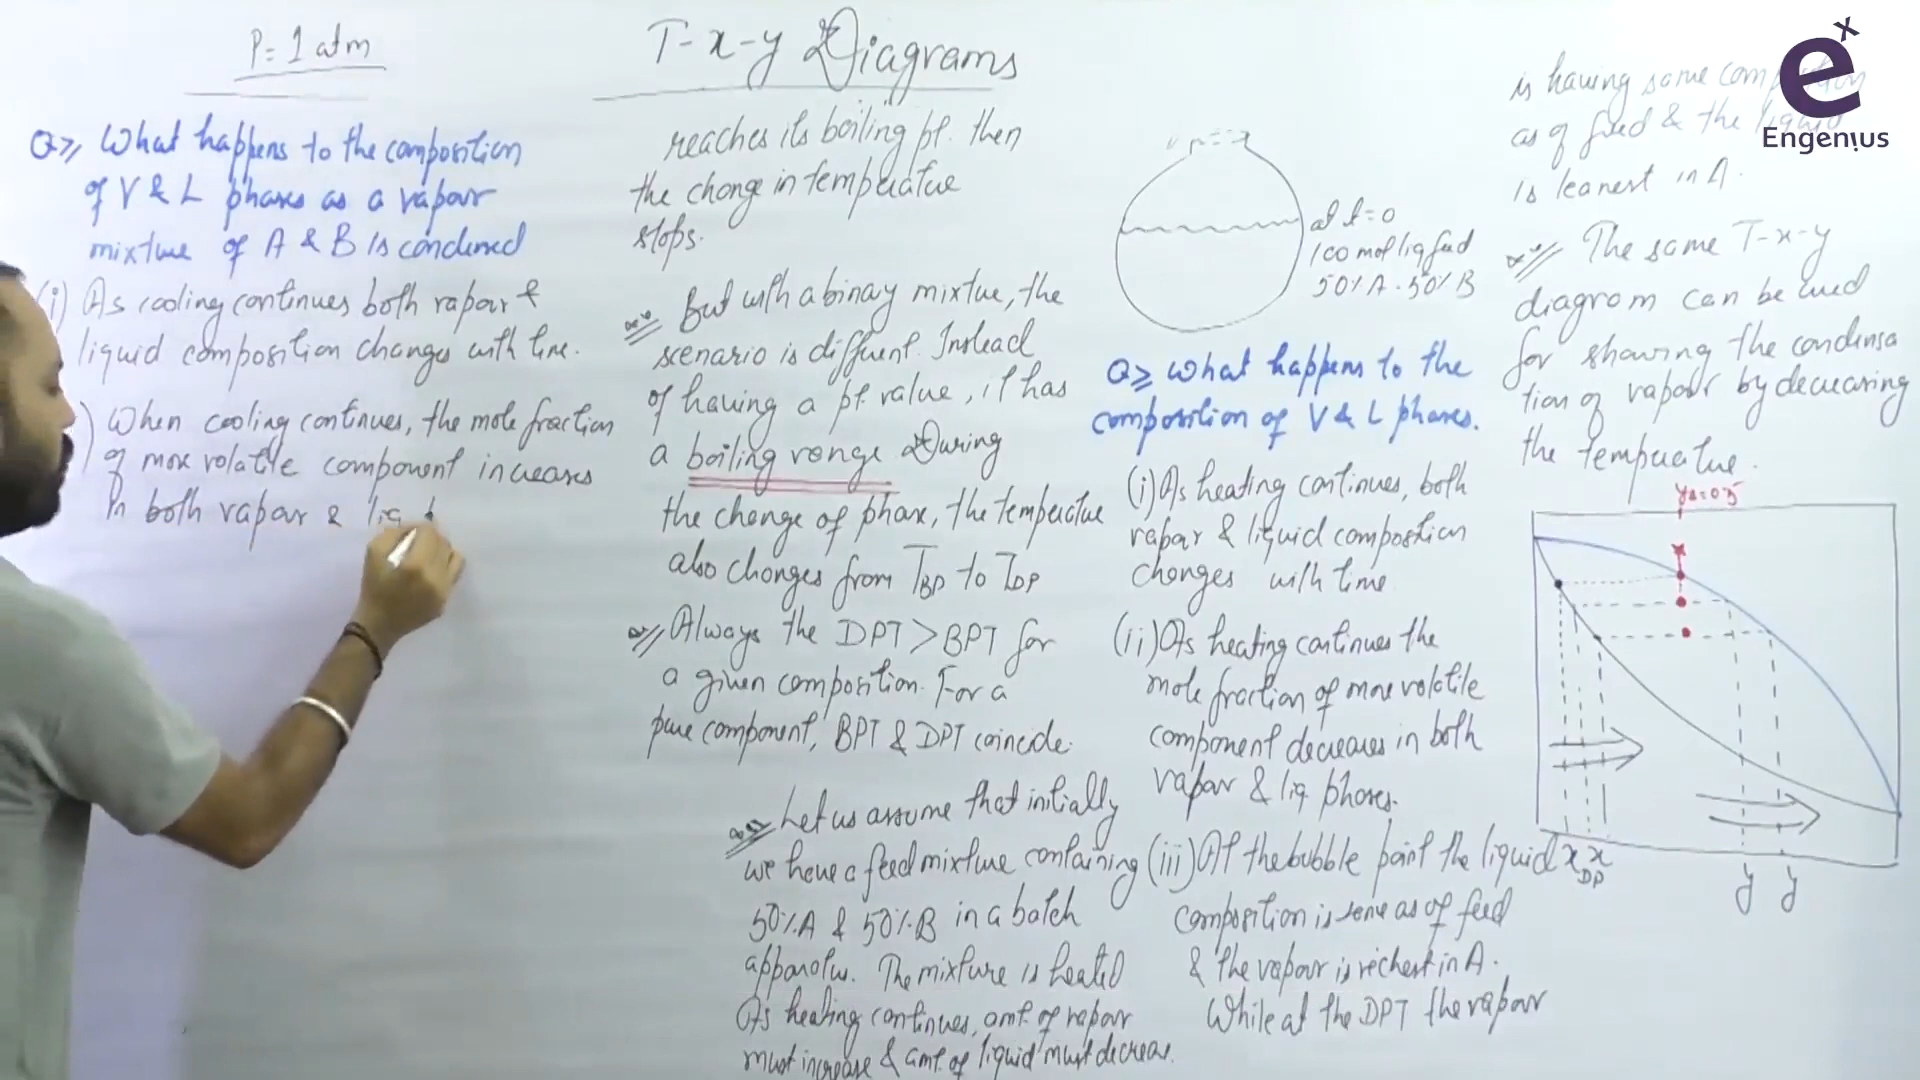 P = 1 atm
T-x-y Diagrams
Q> What happens to the composition
of V & L phases as a vapour
mixture of A & B is condensed
(i) As cooling continues both vapour &
liquid composition changes with time.
) When cooling continues, the mole fraction
of more volatile component increases
in both vapour & liq
reaches its boiling pt. then
the change in temperature
stops.
But with a binary mixture, the
scenario is different. Instead
of having a pt. value, it has
a boiling range During
the change of phase, the temperature
also changes from TBP to TDP
Always the DPT > BPT for
a given composition. For a
pure component, BPT & DPT coincide.
Let us assume that initially
we have a feed mixture containing
50% A & 50% B in a batch
apparatus. The mixture is heated
As heating continues, amt. of vapour
must increase & amt. of liquid must decrease.
at t=0
100 mol liq feed
50% A - 50% B
Q> What happens to the
composition of V & L phases.
(i) As heating continues, both
vapour & liquid composition
changes with time
(ii) As heating continues the
mole fraction of more volatile
component decreases in both
vapour & liq phases.
(iii) At the bubble point the liquid
composition is same as of feed
& the vapour is richest in A.
While at the DPT the vapour
is having same composition
as of feed & the liquid
is leanest in A.
The same T-x-y
diagram can be used
for showing the condensa
tion of vapour by decreasing
the temperature.
yA=0.5
x x
DP
y y
ex
Engenius